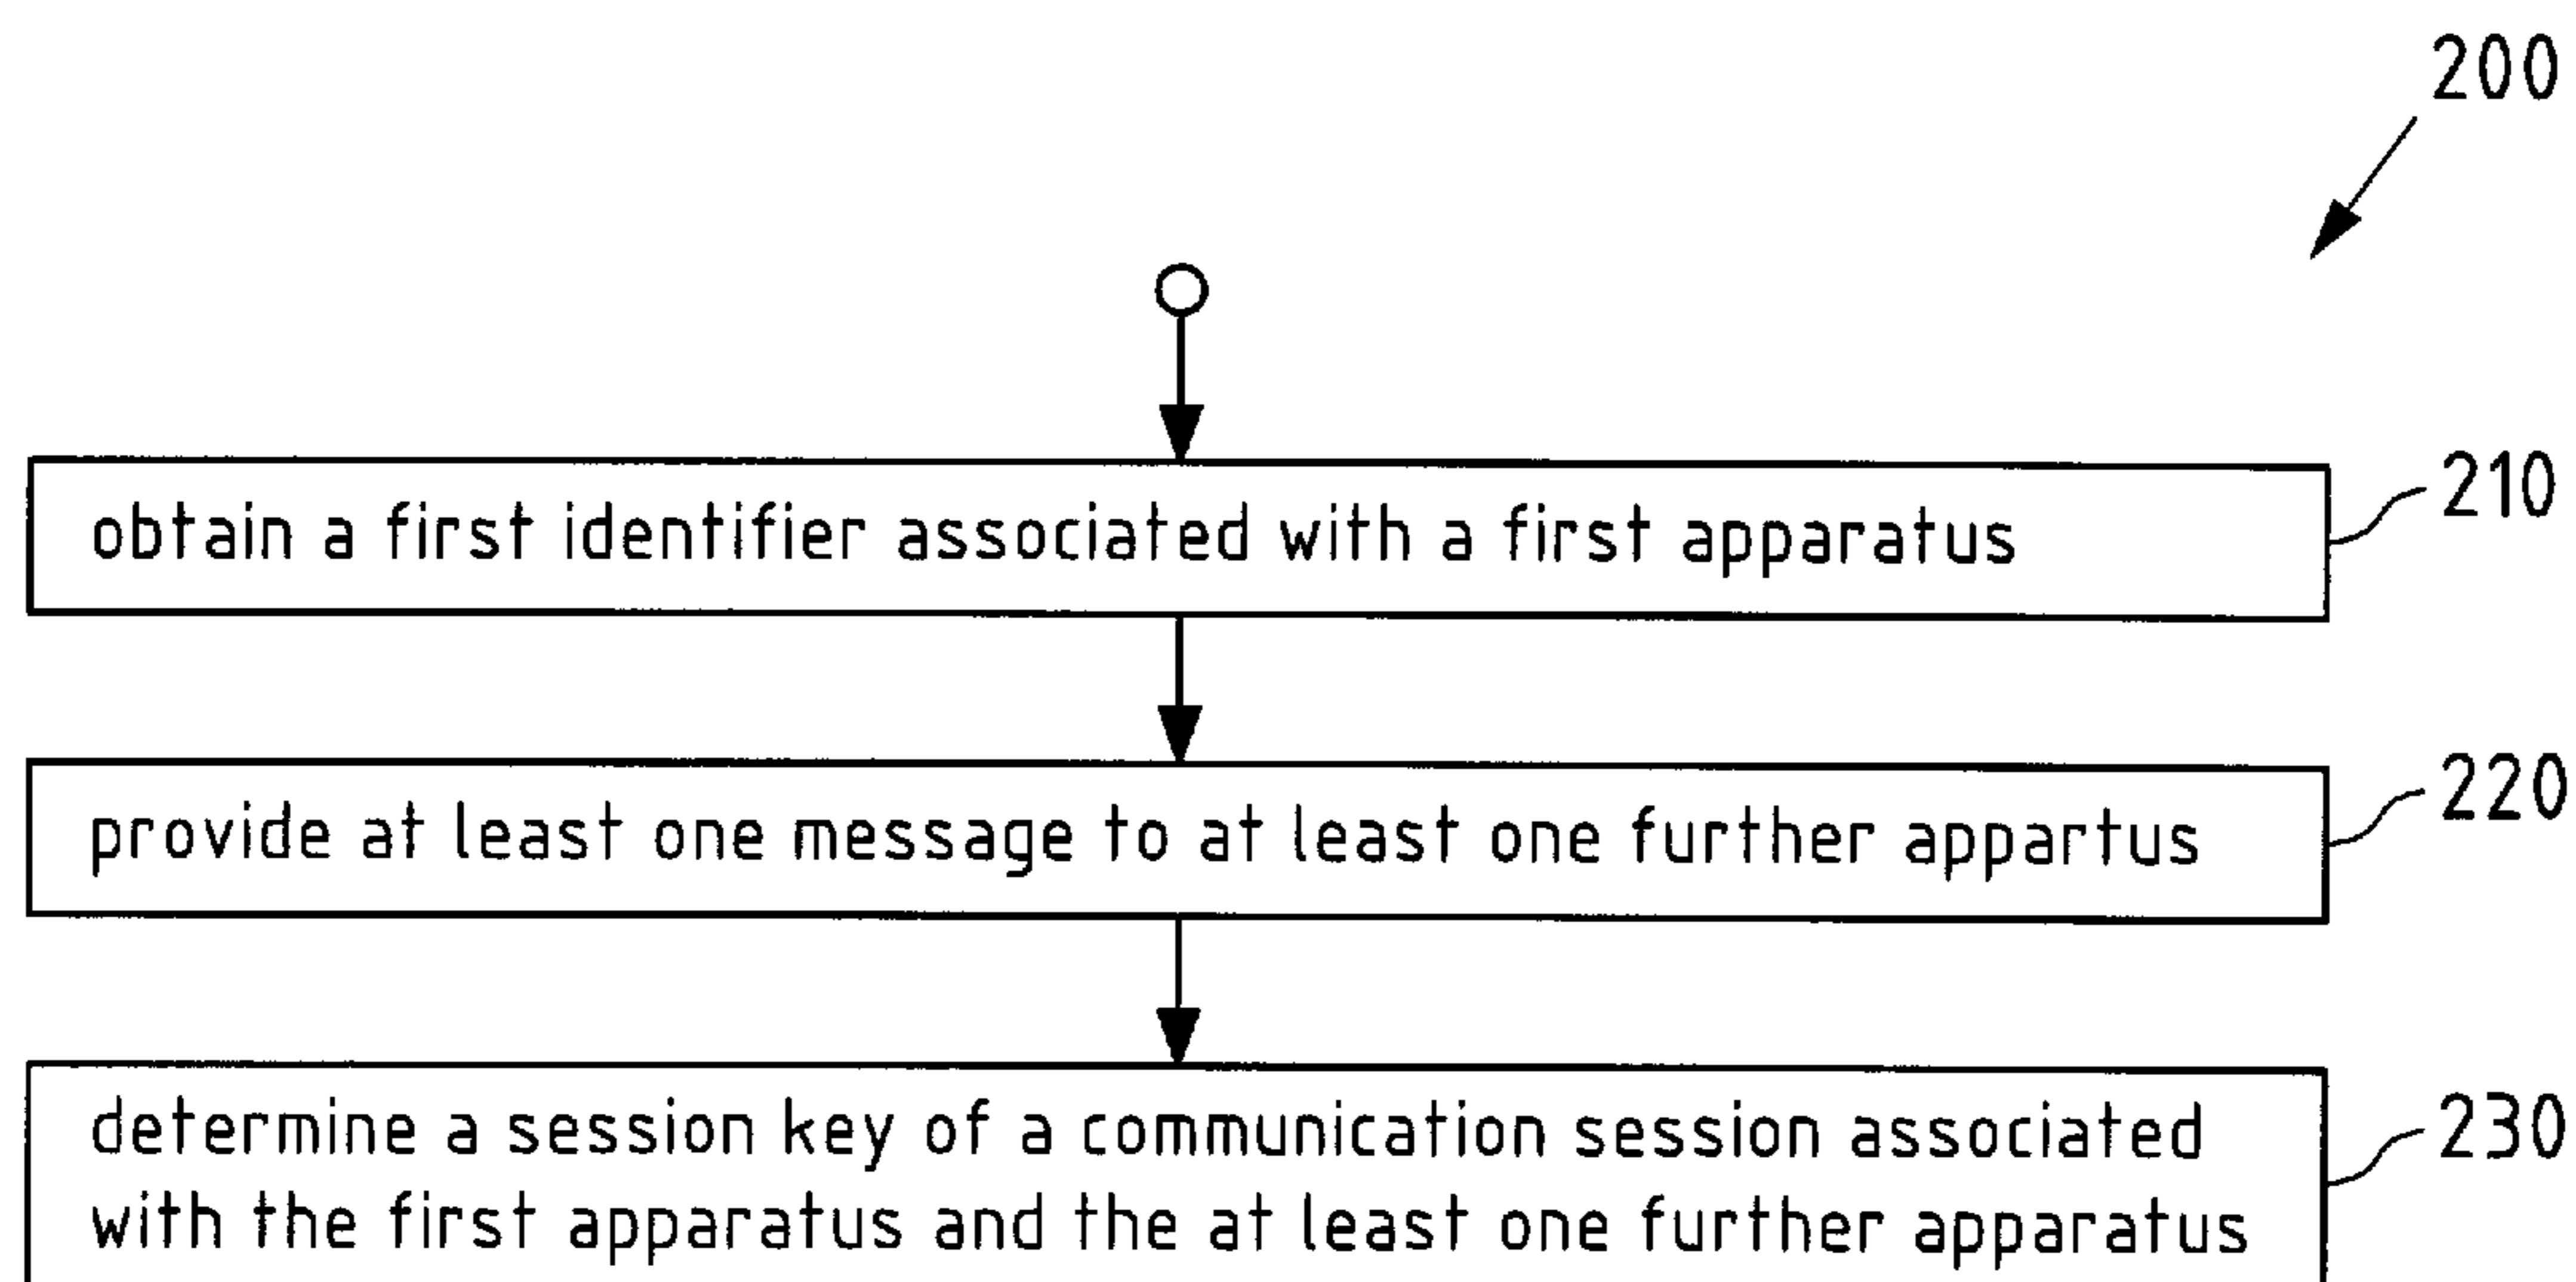 200
obtain a first identifier associated with a first apparatus
210
provide at least one message to at least one further appartus
220
determine a session key of a communication session associated
with the first apparatus and the at least one further apparatus
230